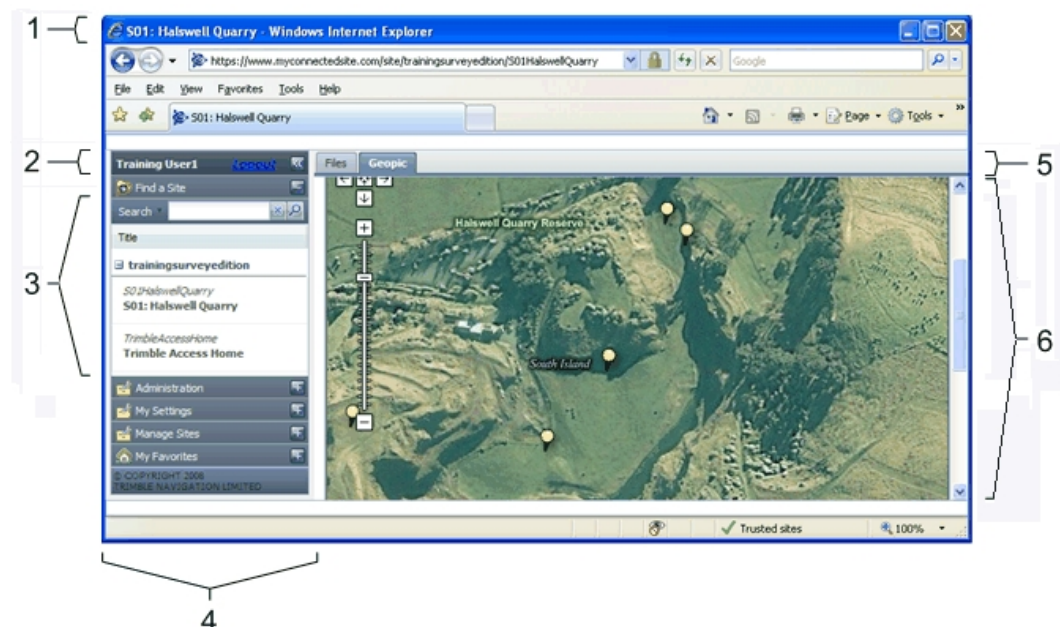 1
S01: Halswell Quarry - Windows Internet Explorer
https://www.myconnectedsite.com/site/trainingsurveyedition/S01HalswellQuarry
Google
File Edit View Favorites Tools Help
S01: Halswell Quarry
Page Tools
2
Training User1 Logout
Files Geopic
5
Find a Site
Search
Title
3
trainingsurveyedition
S01HalswellQuarry
S01: Halswell Quarry
TrimbleAccessHome
Trimble Access Home
Administration
My Settings
Manage Sites
My Favorites
© COPYRIGHT 2008
TRIMBLE NAVIGATION LIMITED
Halswell Quarry Reserve
South Island
6
Trusted sites
100%
4